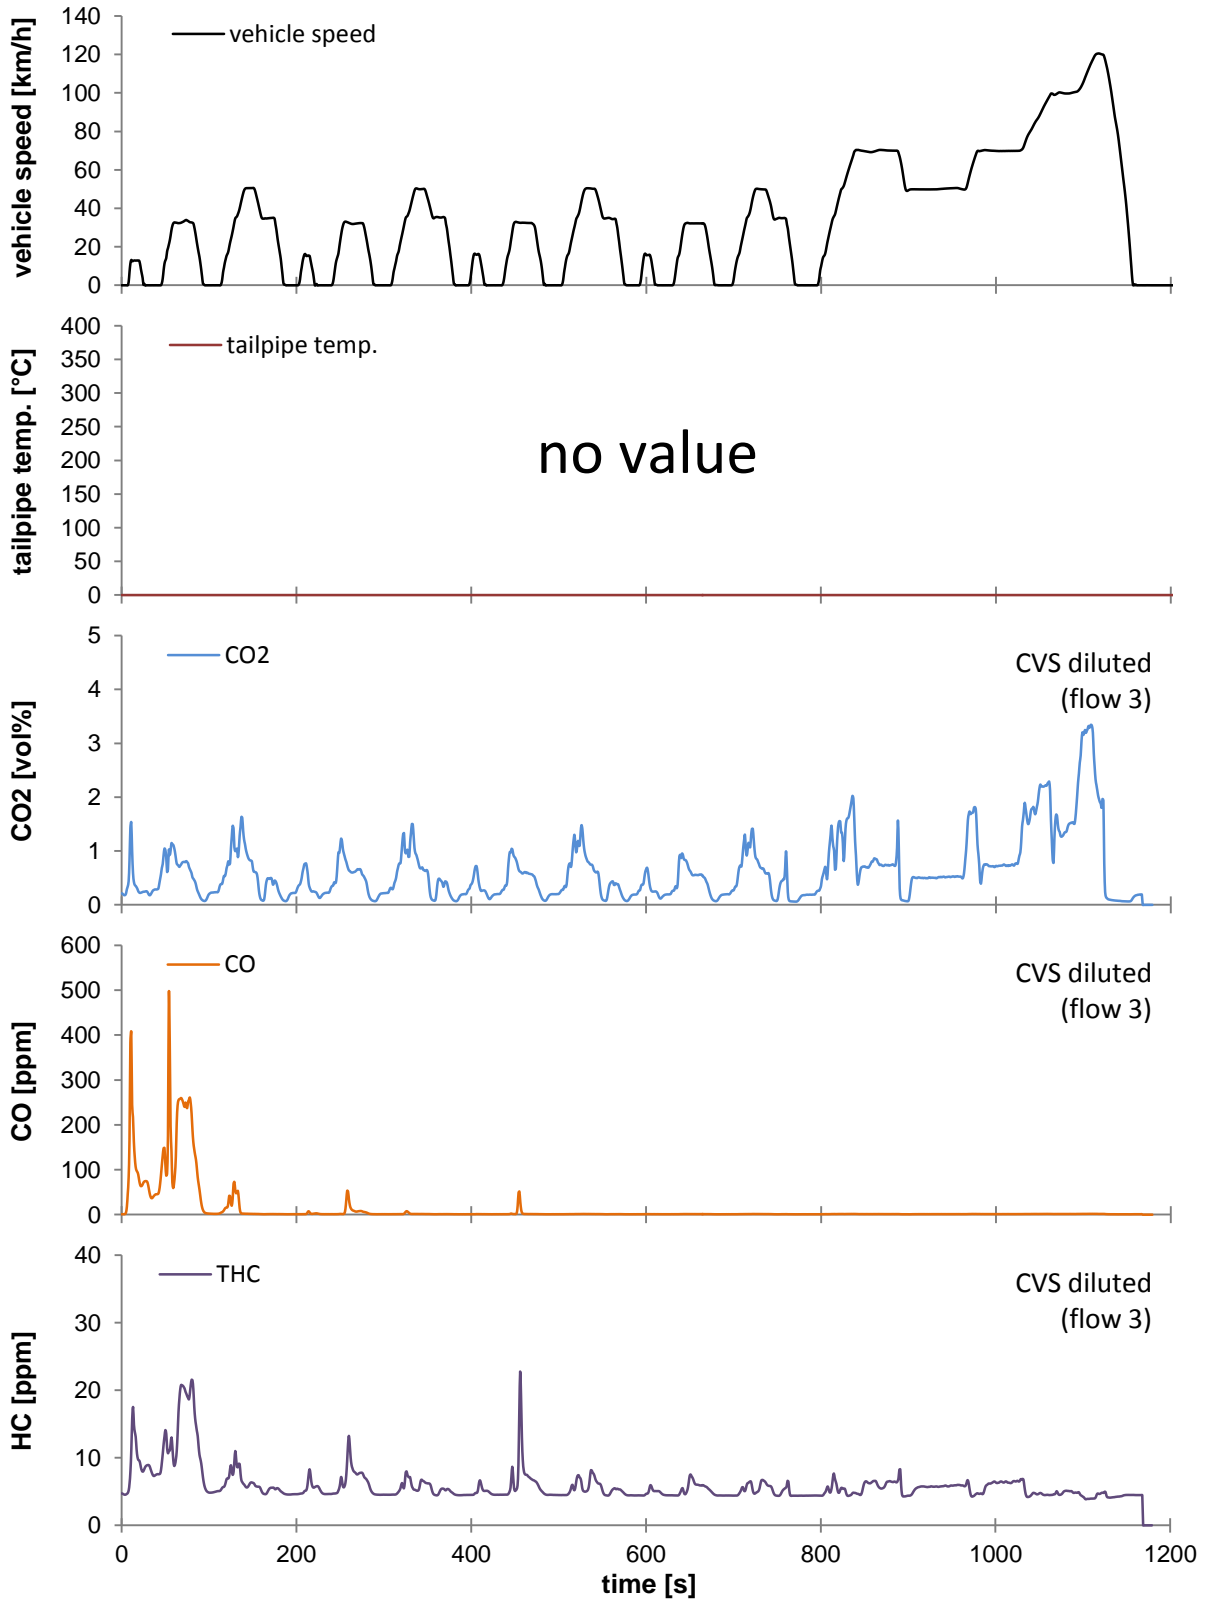 vehicle speed [km/h]
140
120
100
80
60
40
20
0
vehicle speed
tailpipe temp. [°C]
400
350
300
250
200
150
100
50
0
tailpipe temp.
no value
CO2 [vol%]
5
4
3
2
1
0
CO2
CVS diluted
(flow 3)
CO [ppm]
600
500
400
300
200
100
0
CO
CVS diluted
(flow 3)
HC [ppm]
40
30
20
10
0
THC
CVS diluted
(flow 3)
0 200 400 600 800 1000 1200
time [s]